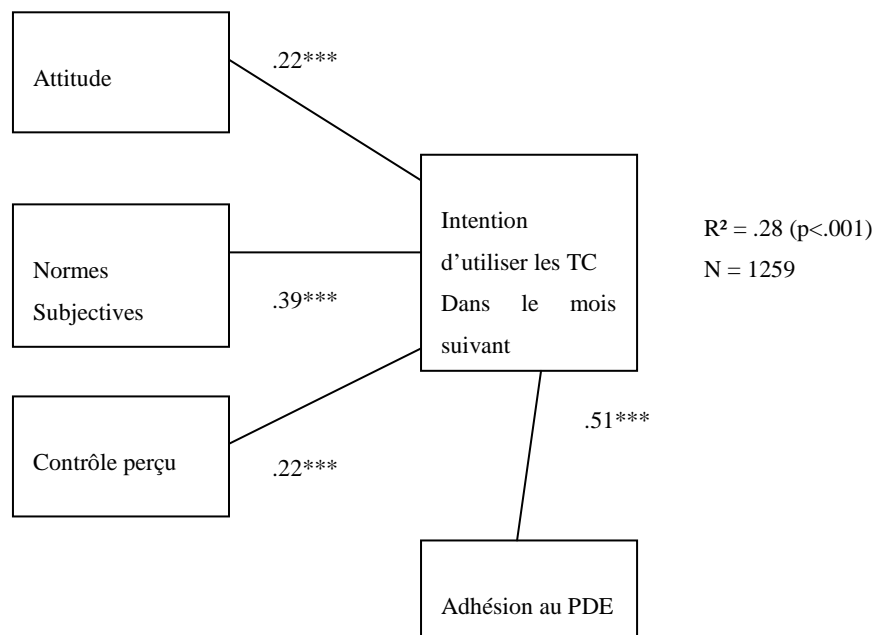 Attitude
.22***
Normes
Subjectives
.39***
Contrôle perçu
.22***
Intention
d’utiliser les TC
Dans le mois
suivant
R² = .28 (p<.001)
N = 1259
.51***
Adhésion au PDE